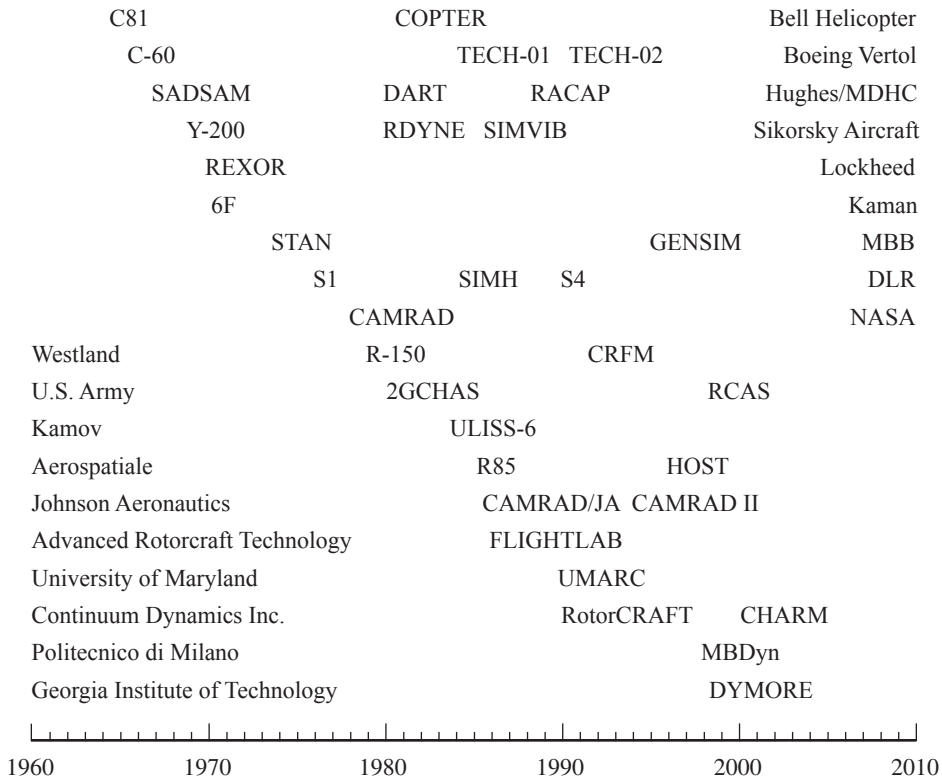 C81 COPTER Bell Helicopter
C-60 TECH-01 TECH-02 Boeing Vertol
SADSAM DART RACAP Hughes/MDHC
Y-200 RDYNE SIMVIB Sikorsky Aircraft
REXOR Lockheed
6F Kaman
STAN GENSIM MBB
S1 SIMH S4 DLR
CAMRAD NASA
Westland R-150 CRFM
U.S. Army 2GCHAS RCAS
Kamov ULISS-6
Aerospatiale R85 HOST
Johnson Aeronautics CAMRAD/JA CAMRAD II
Advanced Rotorcraft Technology FLIGHTLAB
University of Maryland UMARC
Continuum Dynamics Inc. RotorCRAFT CHARM
Politecnico di Milano MBDyn
Georgia Institute of Technology DYMORE
1960 1970 1980 1990 2000 2010